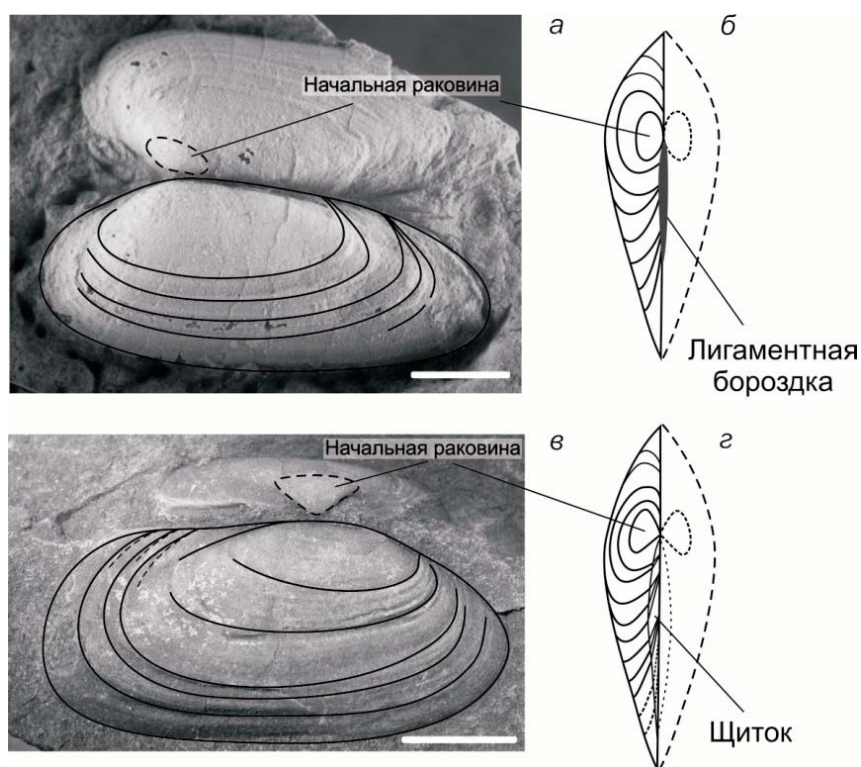 а
б
Начальная раковина
Лигаментная
бороздка
Начальная раковина
в
г
Щиток